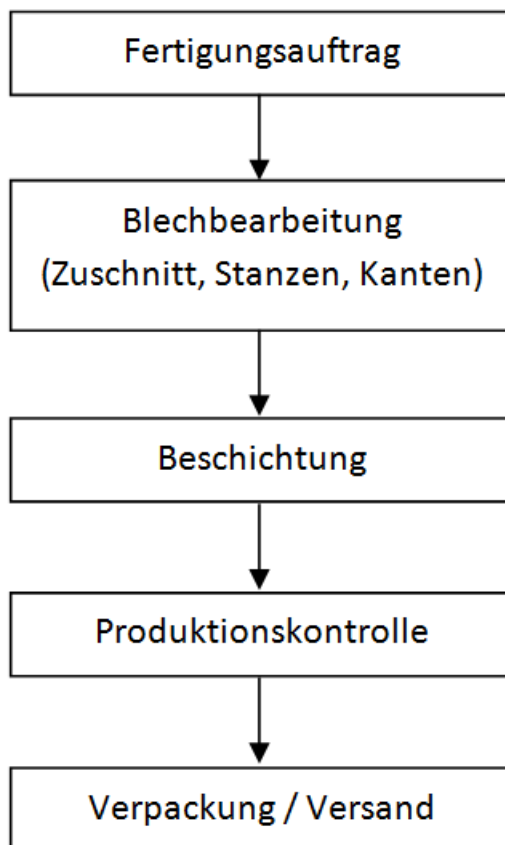 Fertigungsauftrag
Blechbearbeitung
(Zuschnitt, Stanzen, Kanten)
Beschichtung
Produktionskontrolle
Verpackung / Versand